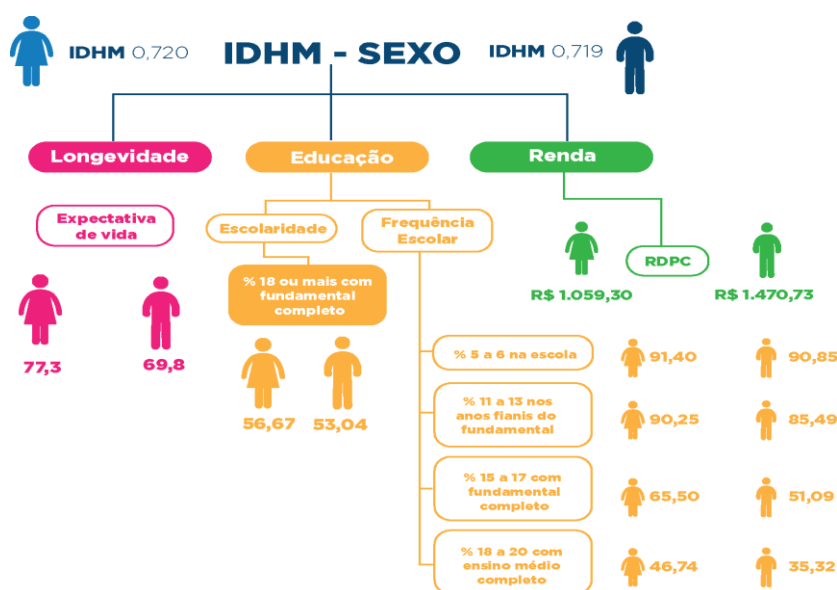 IDHM 0,720
IDHM - SEXO
IDHM 0,719
Longevidade
Educação
Renda
Expectativa
de vida
Escolaridade
Frequência
Escolar
RDPC
R$ 1.059,30
R$ 1.470,73
% 18 ou mais com
fundamental
completo
77,3
69,8
56,67
53,04
% 5 a 6 na escola
91,40
90,85
% 11 a 13 nos
anos fianis do
fundamental
90,25
85,49
% 15 a 17 com
fundamental
completo
65,50
51,09
% 18 a 20 com
ensino médio
completo
46,74
35,32